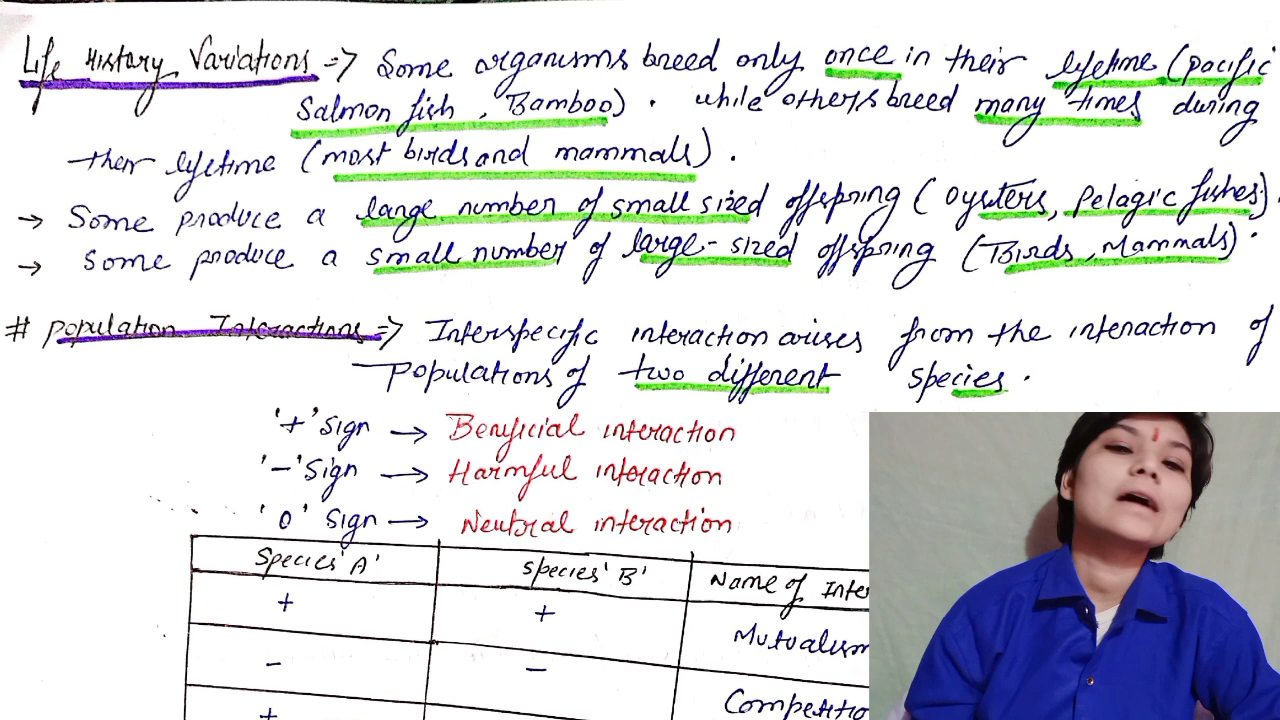 Life History Variations => Some organisms breed only once in their lifetime (pacific
Salmon fish, Bamboo). while others breed many times during
their lifetime (most birds and mammals).
→ Some produce a large number of small sized offspring (Oysters, Pelagic fishes).
→ Some produce a small number of large-sized offspring (Birds, Mammals).
# Population Interactions => Interspecific interaction arises from the interaction of
Populations of two different species.
'+' sign → Beneficial interaction
'-' sign → Harmful interaction
'0' sign → Neutral interaction
Species 'A' species 'B' Name of Inter
+ + Mutualism
- - Competitio
+